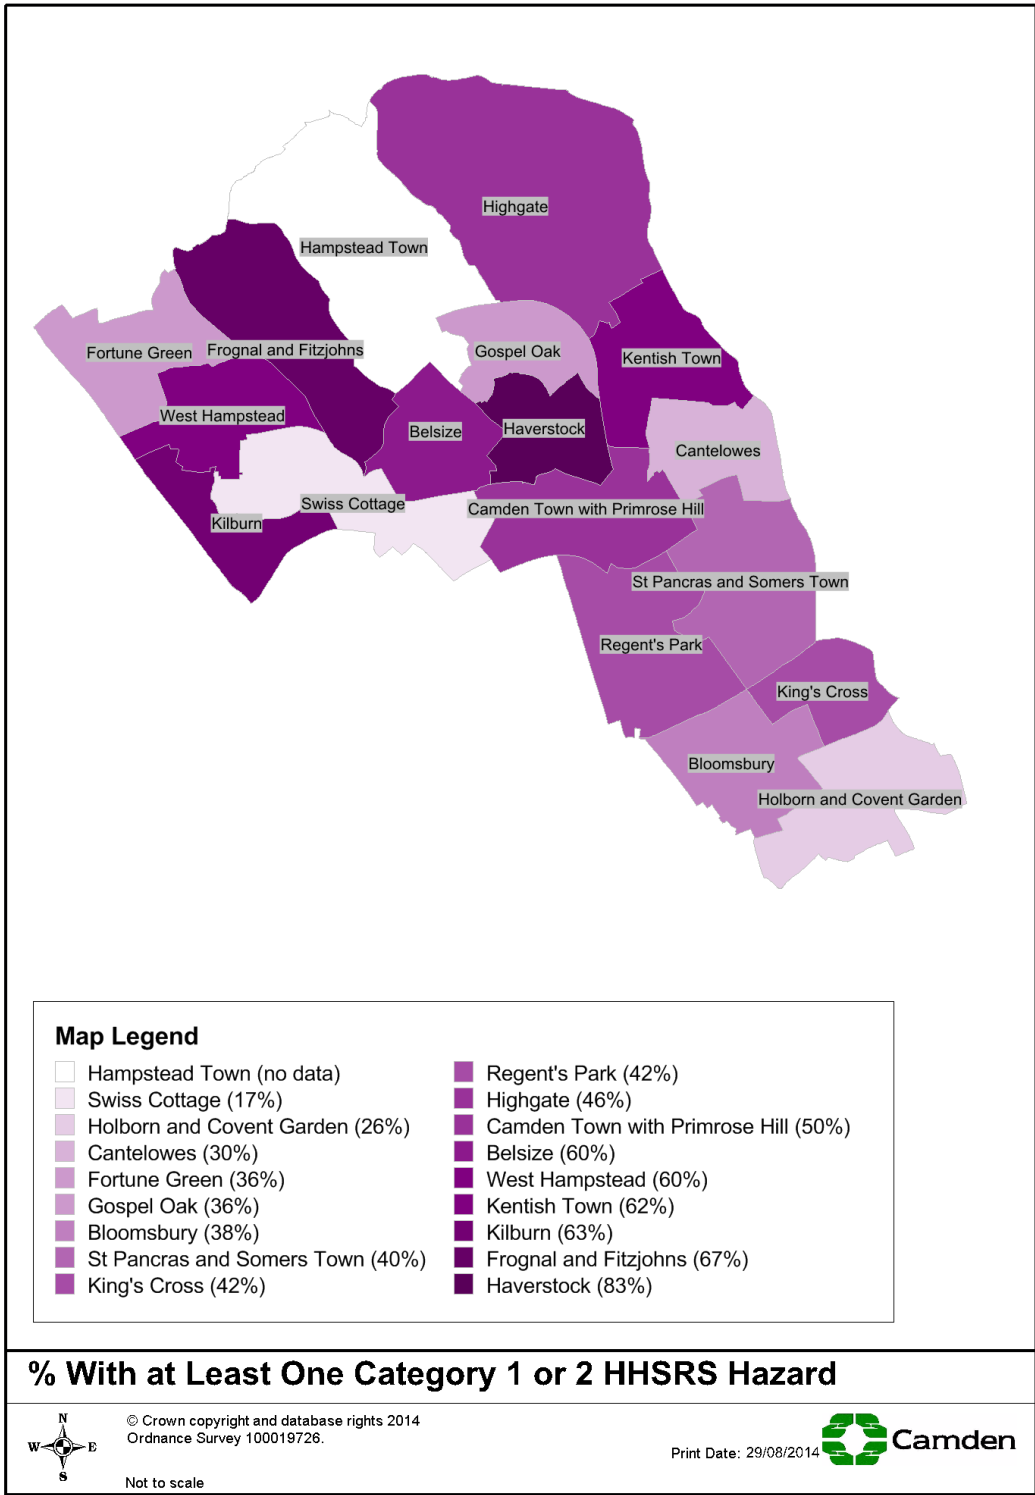 Highgate
Hampstead Town
Fortune Green
Frognal and Fitzjohns
Gospel Oak
Kentish Town
West Hampstead
Belsize
Haverstock
Cantelowes
Swiss Cottage
Camden Town with Primrose Hill
Kilburn
St Pancras and Somers Town
Regent's Park
King's Cross
Bloomsbury
Holborn and Covent Garden
Map Legend
Hampstead Town (no data)
Swiss Cottage (17%)
Holborn and Covent Garden (26%)
Cantelowes (30%)
Fortune Green (36%)
Gospel Oak (36%)
Bloomsbury (38%)
St Pancras and Somers Town (40%)
King's Cross (42%)
Regent's Park (42%)
Highgate (46%)
Camden Town with Primrose Hill (50%)
Belsize (60%)
West Hampstead (60%)
Kentish Town (62%)
Kilburn (63%)
Frognal and Fitzjohns (67%)
Haverstock (83%)
% With at Least One Category 1 or 2 HHSRS Hazard
N
W E
S
© Crown copyright and database rights 2014
Ordnance Survey 100019726.
Not to scale
Print Date: 29/08/2014
Camden